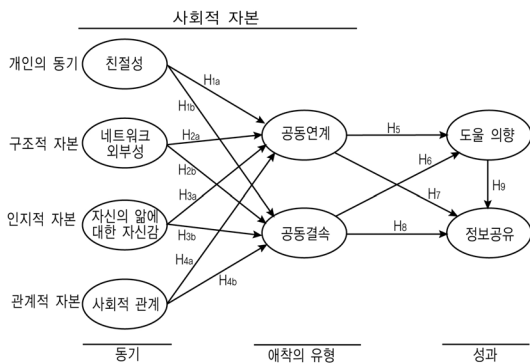 사회적 자본
개인의 동기
친절성
H1a
H1b
구조적 자본
네트워크
외부성
H2a
H2b
공동연계
H5
도울 의향
H6
H9
인지적 자본
자신의 앎에
대한 자신감
H3a
H3b
H7
공동결속
H8
정보공유
관계적 자본
사회적 관계
H4a
H4b
동기
애착의 유형
성과